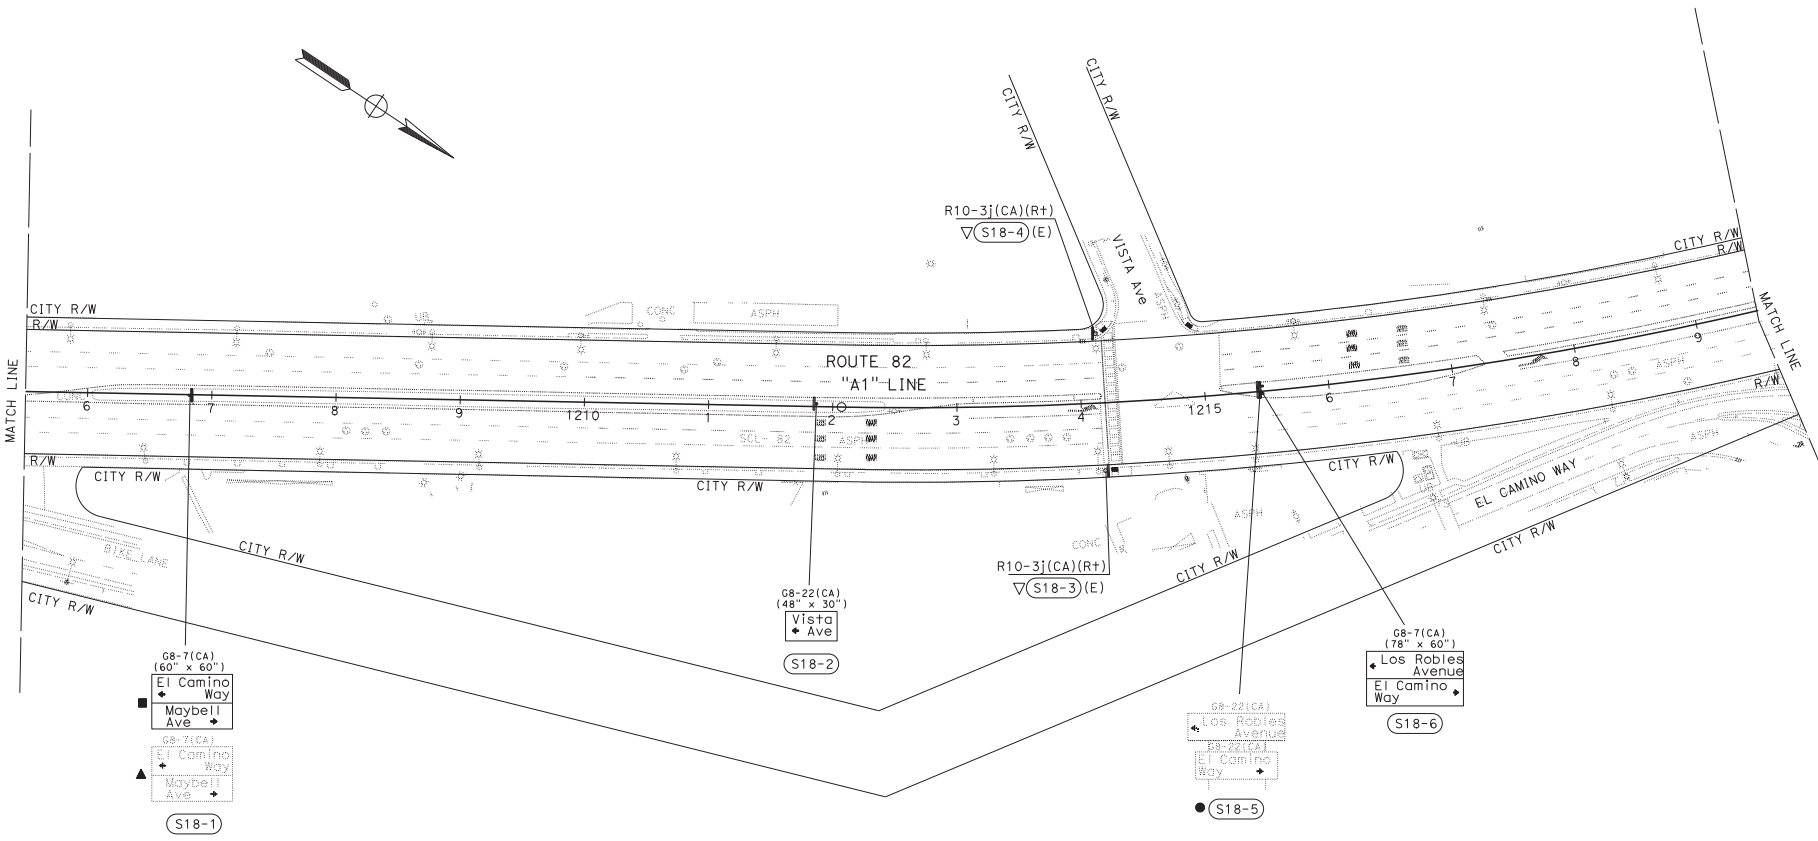 CITY R/W
CITY R/W
R10-3j(CA)(R+)
▽ S18-4 (E)
VISTA Ave
ASPH
CITY R/W
R/W
MATCH LINE
CITY R/W
R/W
UB
CONC
ASPH
ROUTE 82
"A1" LINE
MATCH LINE
CONC
6
7
8
9
1210
1
2
3
4
1215
6
7
8
9
ASPH
R/W
SCL- 82
ASPH
UB
ASPH
R/W
CITY R/W
CITY R/W
CITY R/W
EL CAMINO WAY
ASPH
CONC
CITY R/W
CITY R/W
BIKE LANE
CITY R/W
CITY R/W
R10-3j(CA)(R+)
▽ S18-3 (E)
G8-22(CA)
(48" x 30")
Vista
← Ave
S18-2
G8-7(CA)
(60" x 60")
El Camino
← Way
Maybell
Ave →
G8-7(CA)
El Camino
← Way
Maybell
Ave →
S18-1
G8-22(CA)
← Los Robles
Avenue
G8-22(CA)
El Camino
Way →
S18-5
G8-7(CA)
(78" x 60")
← Los Robles
Avenue
El Camino
Way →
S18-6